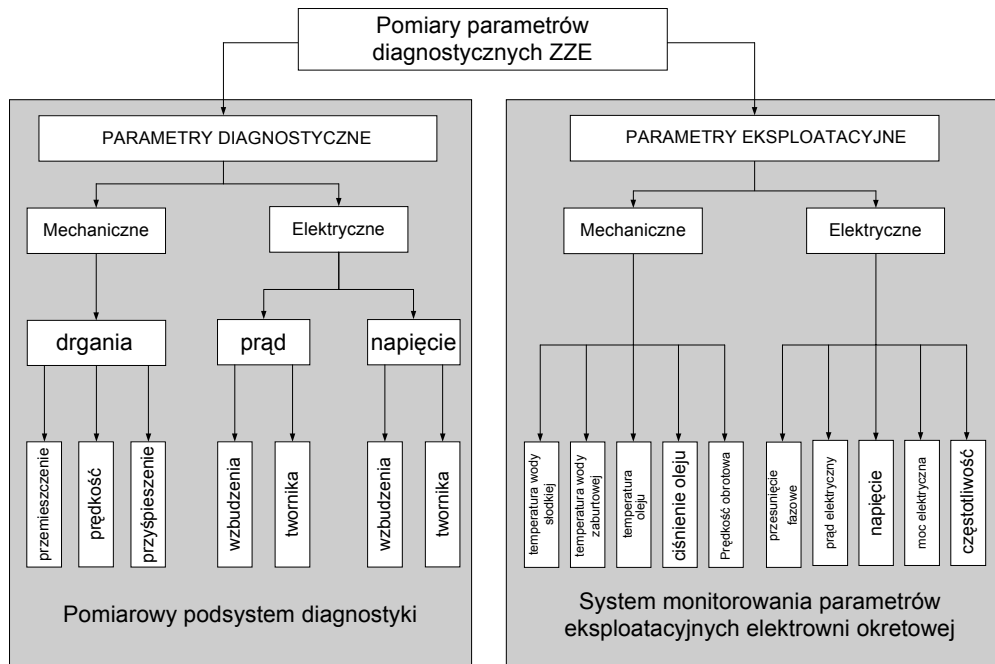 Pomiary parametrów
diagnostycznych ZZE
PARAMETRY DIAGNOSTYCZNE
Mechaniczne
Elektryczne
drgania
prąd
napięcie
przemieszczenie
prędkość
przyśpieszenie
wzbudzenia
twornika
wzbudzenia
twornika
Pomiarowy podsystem diagnostyki
PARAMETRY EKSPLOATACYJNE
Mechaniczne
Elektryczne
temperatura wody
słodkiej
temperatura wody
zaburtowej
temperatura
oleju
ciśnienie oleju
Prędkość obrotowa
przesunięcie
fazowe
prąd elektryczny
napięcie
moc elektryczna
częstotliwość
System monitorowania parametrów
eksploatacyjnych elektrowni okretowej